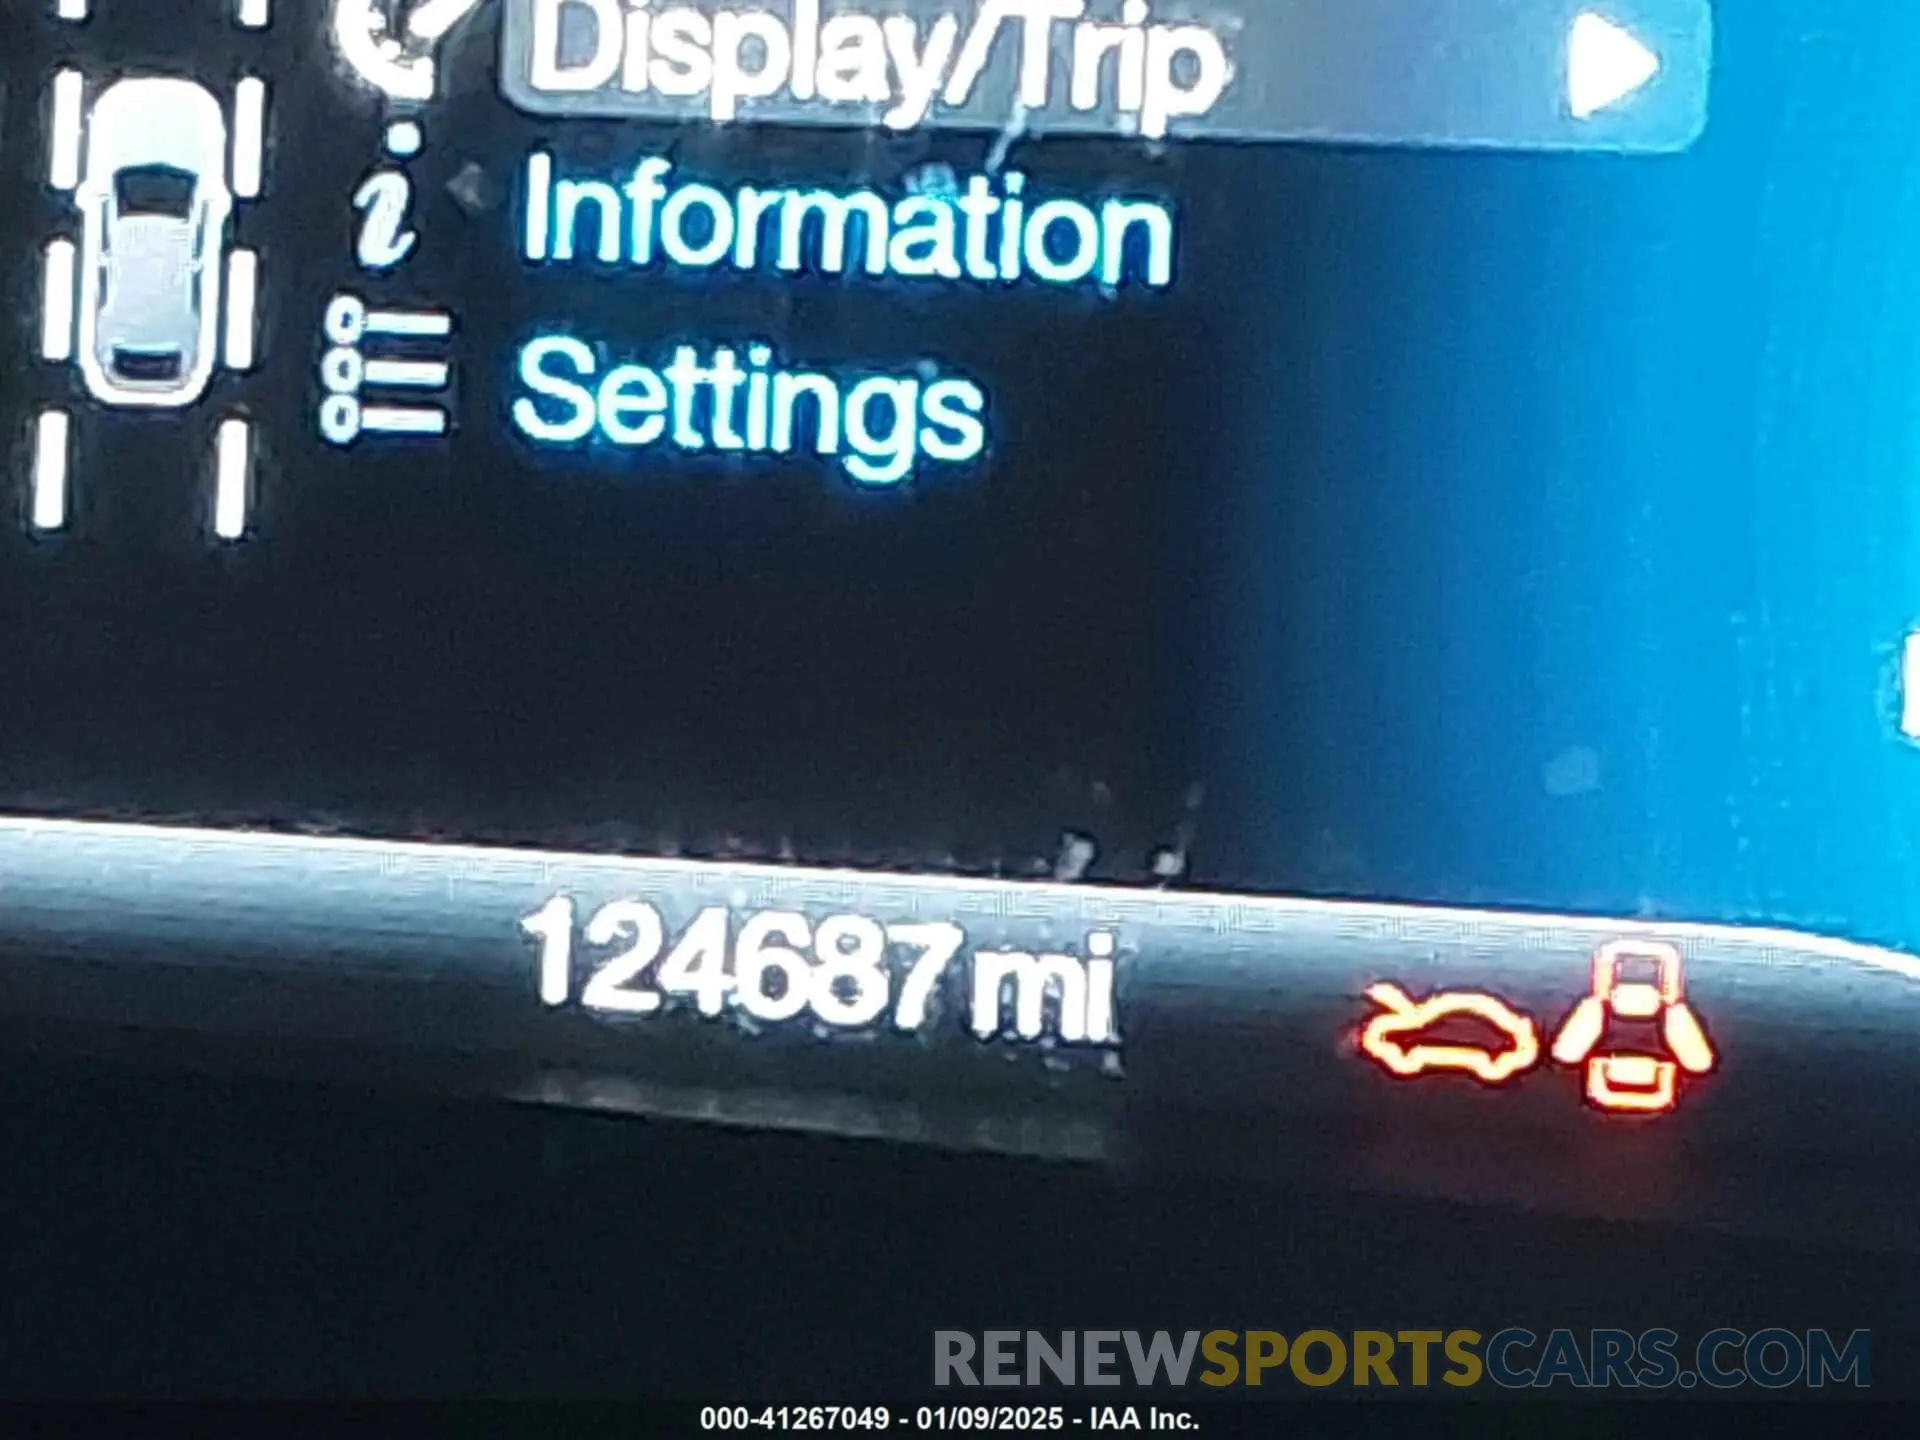 Display/Trip
i Information
Settings
124687 mi
RENEWSPORTSCARS.COM
000-41267049 - 01/09/2025 - IAA Inc.